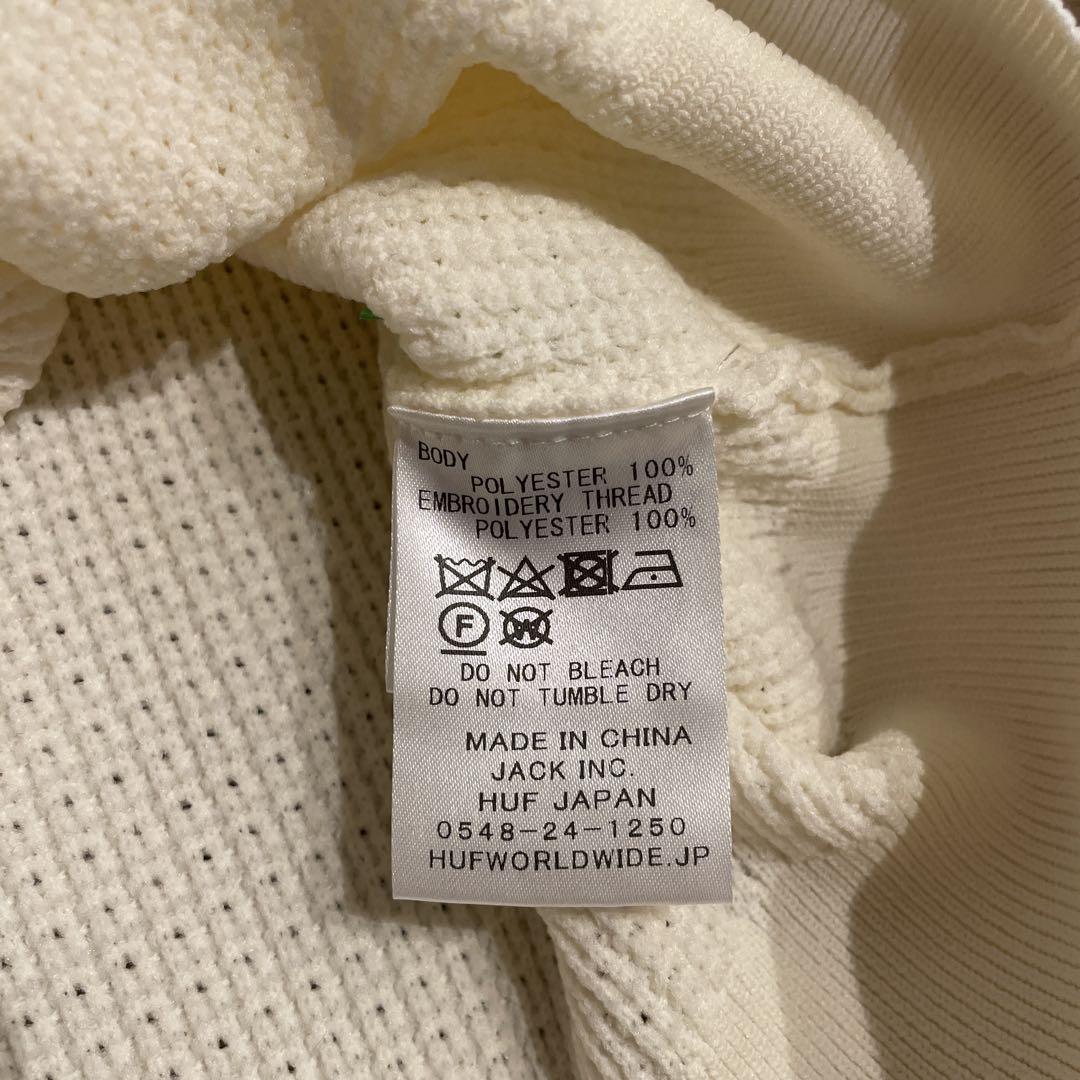 BODY
POLYESTER 100%
EMBROIDERY THREAD
POLYESTER 100%
F W
DO NOT BLEACH
DO NOT TUMBLE DRY
MADE IN CHINA
JACK INC.
HUF JAPAN
0548-24-1250
HUFWORLDWIDE.JP